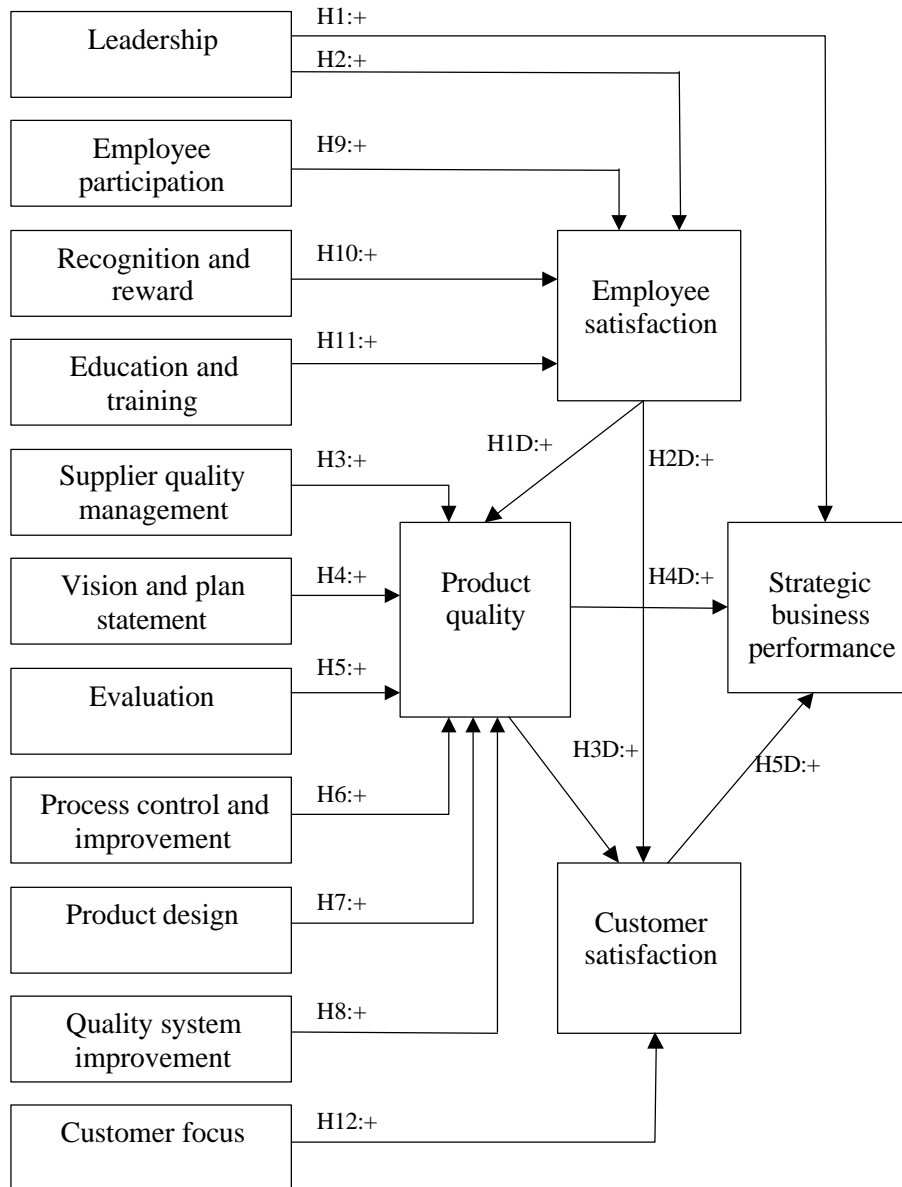 H1:+
Leadership
H2:+
Employee
participation
H9:+
Recognition and
reward
H10:+
Employee
satisfaction
Education and
training
H11:+
H1D:+
H2D:+
Supplier quality
management
H3:+
Vision and plan
statement
H4:+
Product
quality
H4D:+
Strategic
business
performance
Evaluation
H5:+
H3D:+
H5D:+
Process control and
improvement
H6:+
Product design
H7:+
Customer
satisfaction
Quality system
improvement
H8:+
Customer focus
H12:+